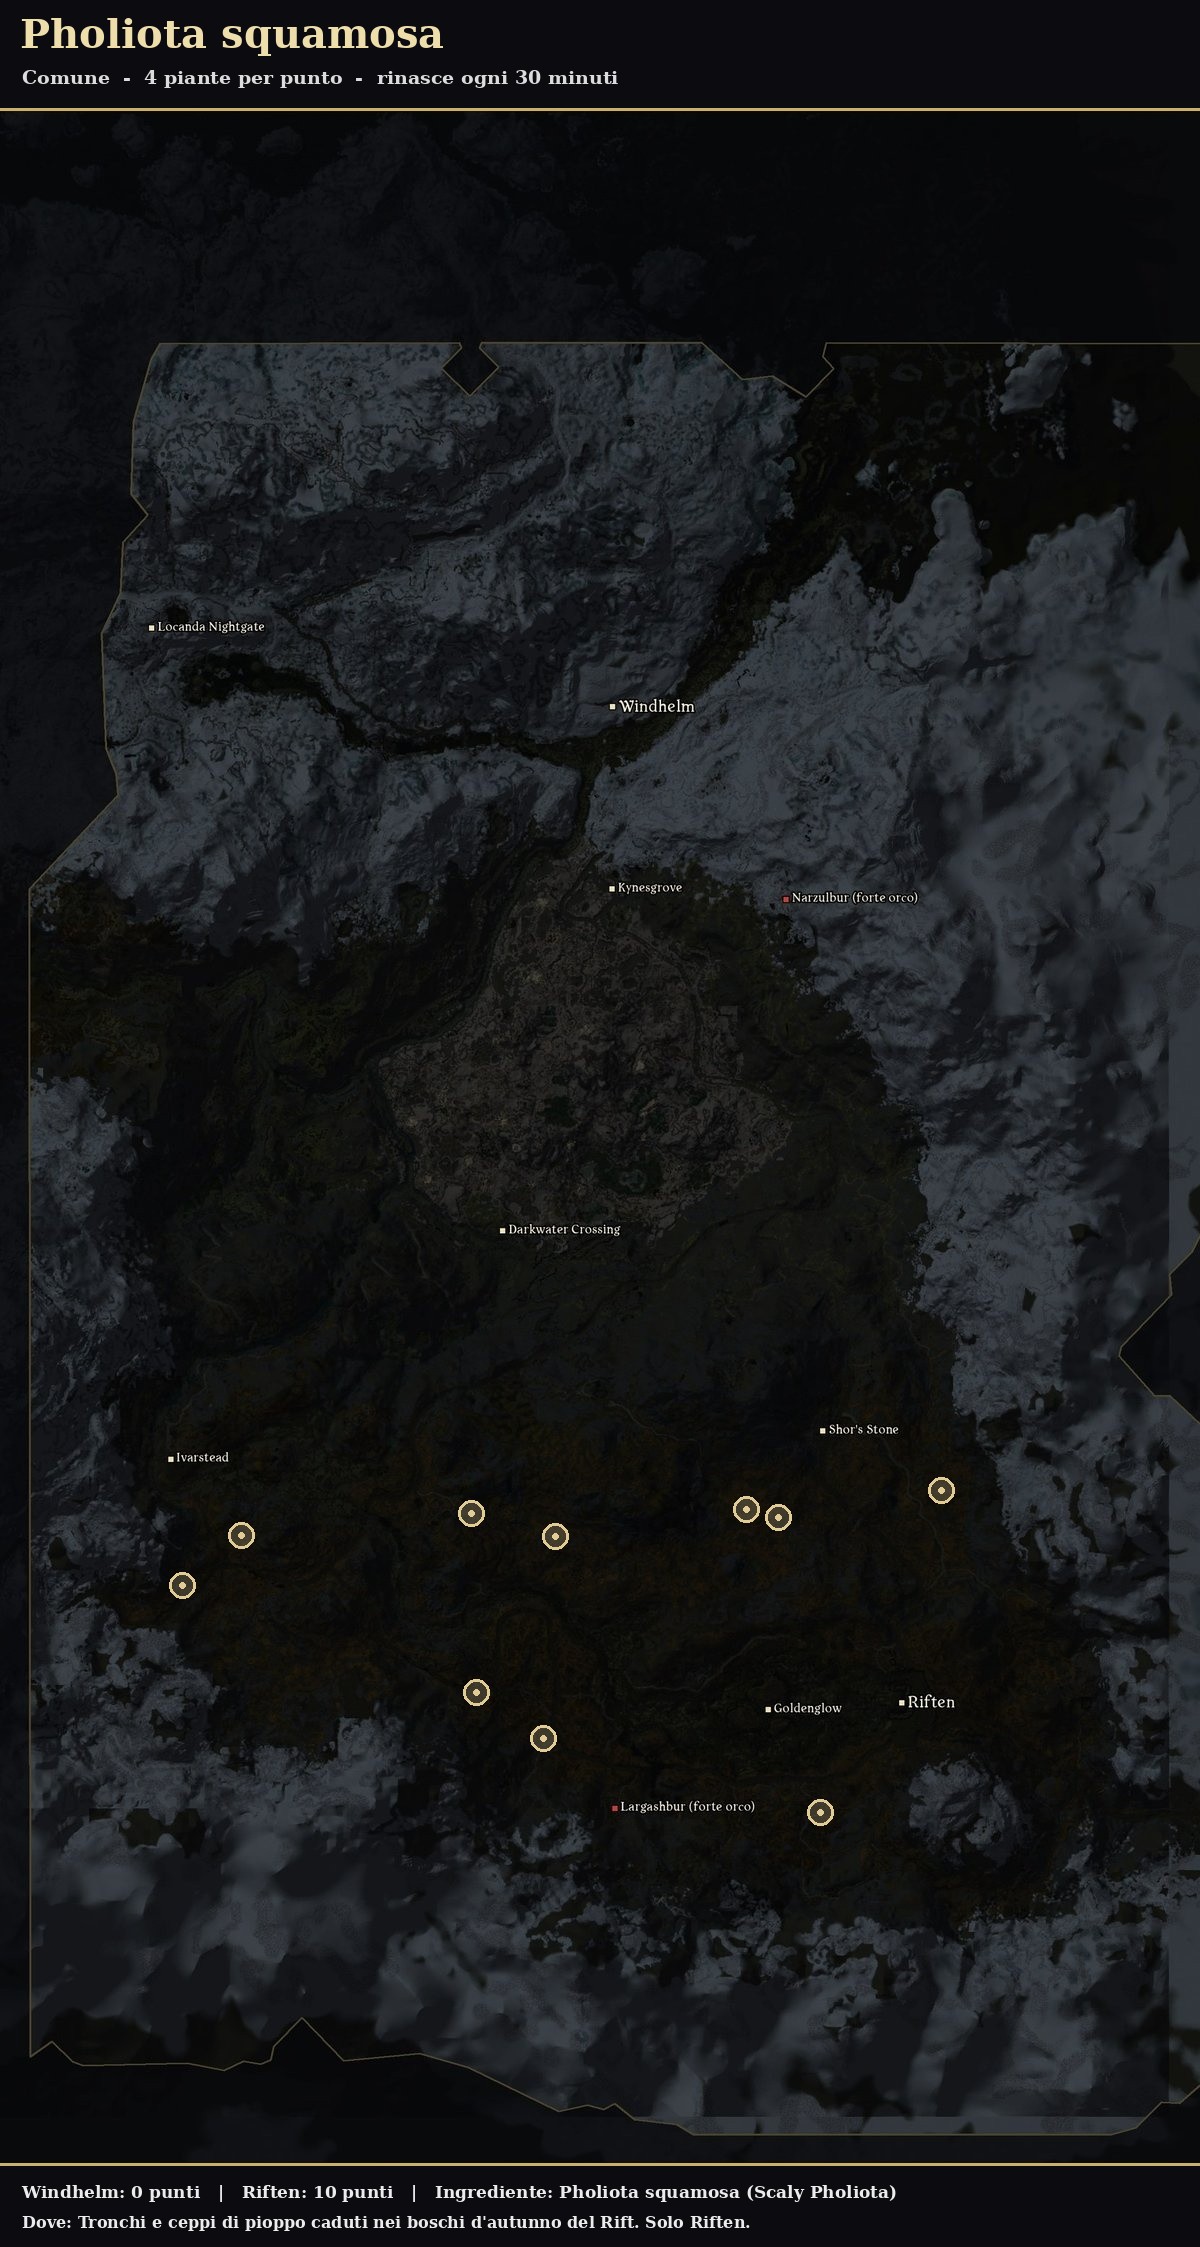 Pholiota squamosa
Comune - 4 piante per punto - rinasce ogni 30 minuti
Locanda Nightgate
Windhelm
Kynesgrove
Narzulbur (forte orco)
Darkwater Crossing
Shor's Stone
Ivarstead
Riften
Goldenglow
Largashbur (forte orco)
Windhelm: 0 punti | Riften: 10 punti | Ingrediente: Pholiota squamosa (Scaly Pholiota)
Dove: Tronchi e ceppi di pioppo caduti nei boschi d'autunno del Rift. Solo Riften.